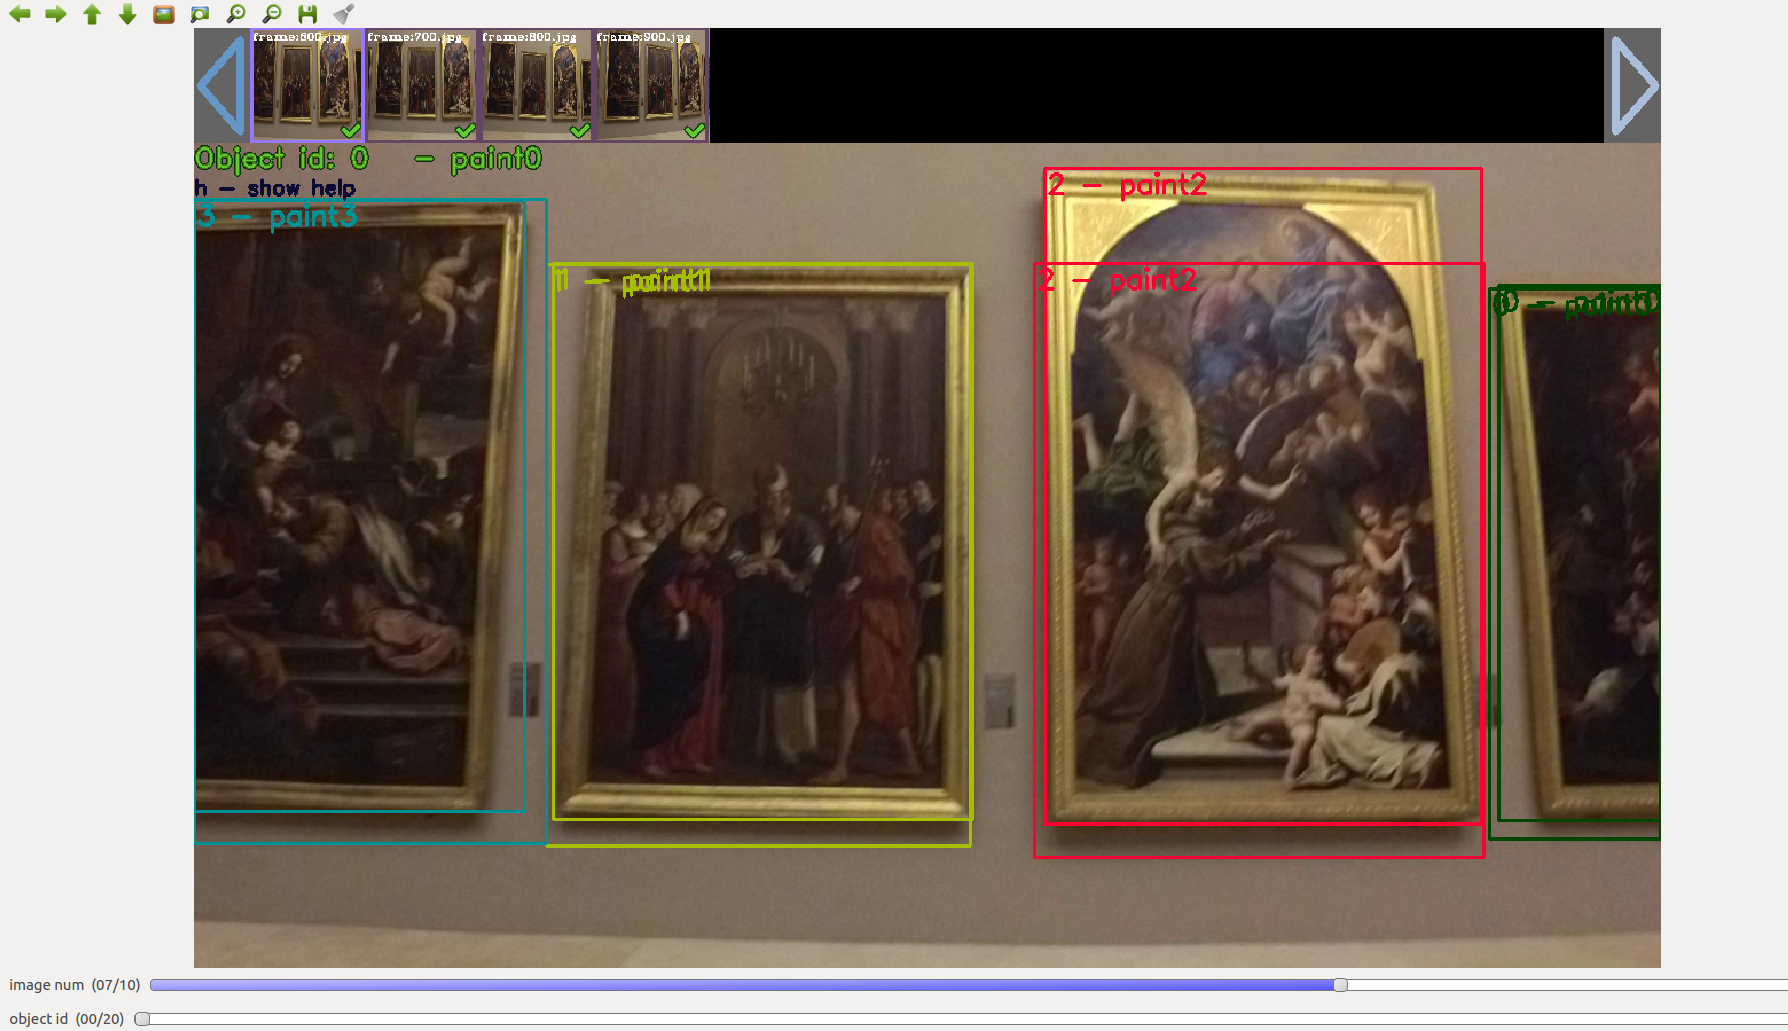 frame:600.jpg frame:700.jpg frame:800.jpg frame:900.jpg
Object id: 0 - paint0
h - show help
3 - paint3
2 - paint2
1 - paint1
2 - paint2
0 - paint0
image num (07/10)
object id (00/20)